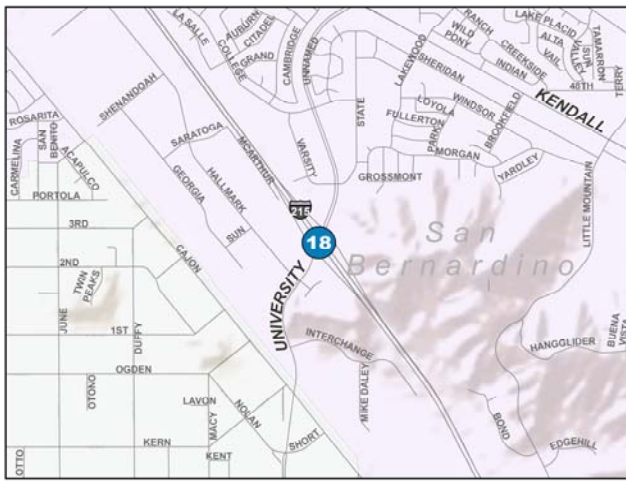 LA SALLE
AUBURN
CITADEL
COLLEGE
GRAND
CAMBRIDGE
UNNAMED
LAKEWOOD
RANCH
WILD
PONY
CREEKSIDE
INDIAN
LAKE PLACID
ALTA
VAIL
SUN
VALLEY
TAMARRON
TERRY
48TH
SHERIDAN
KENDALL
SHENANDOAH
STATE
LOYOLA
WINDSOR
FULLERTON
PARK
BROOKFIELD
MORGAN
YARDLEY
GROSSMONT
ROSARITA
SAN
BENITO
CARMELINA
ACAPULCO
PORTOLA
SARATOGA
MCARTHUR
VARSITY
GEORGIA
HALLMARK
SUN
3RD
2ND
CAJON
215
18
San
Bernardino
LITTLE MOUNTAIN
TWIN
PEAKS
JUNE
1ST
DUFFY
UNIVERSITY
INTERCHANGE
HANGGLIDER
BUENA
VISTA
OGDEN
OTONO
LAVON
MACY
NOLAN
MIKE DALEY
BOND
EDGEHILL
KERN
SHORT
OTTO
KENT